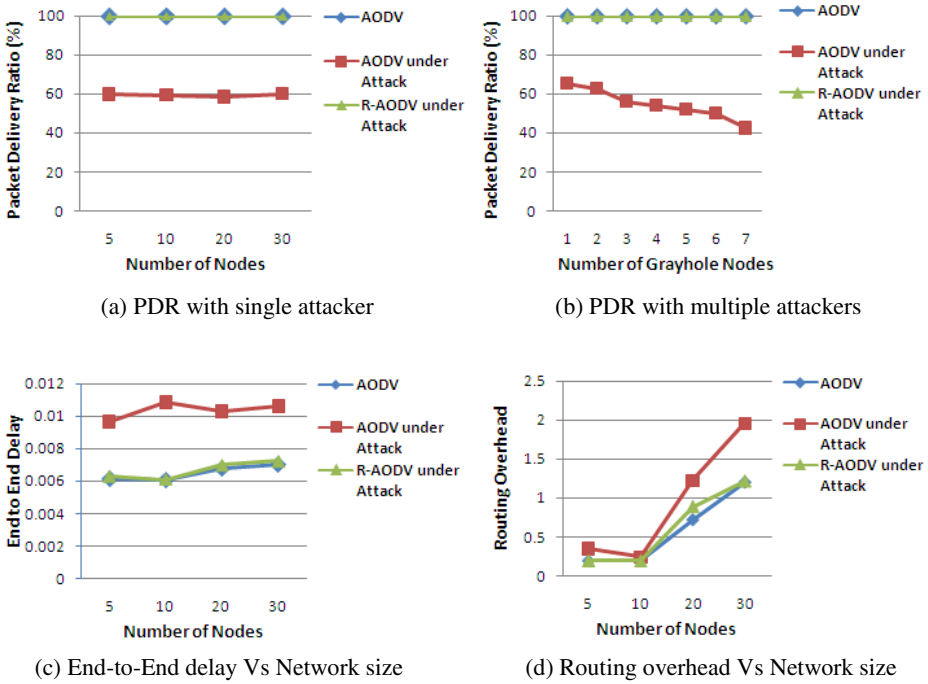 Packet Delivery Ratio (%)
100
80
60
40
20
0
5 10 20 30
Number of Nodes
AODV
AODV under
Attack
R-AODV under
Attack
(a) PDR with single attacker
Packet Delivery Ratio (%)
100
80
60
40
20
0
1 2 3 4 5 6 7
Number of Grayhole Nodes
AODV
AODV under
Attack
R-AODV under
Attack
(b) PDR with multiple attackers
End to End Delay
0.012
0.01
0.008
0.006
0.004
0.002
0
5 10 20 30
Number of Nodes
AODV
AODV under
Attack
R-AODV under
Attack
(c) End-to-End delay Vs Network size
Routing Overhead
2.5
2
1.5
1
0.5
0
5 10 20 30
Number of Nodes
AODV
AODV under
Attack
R-AODV under
Attack
(d) Routing overhead Vs Network size